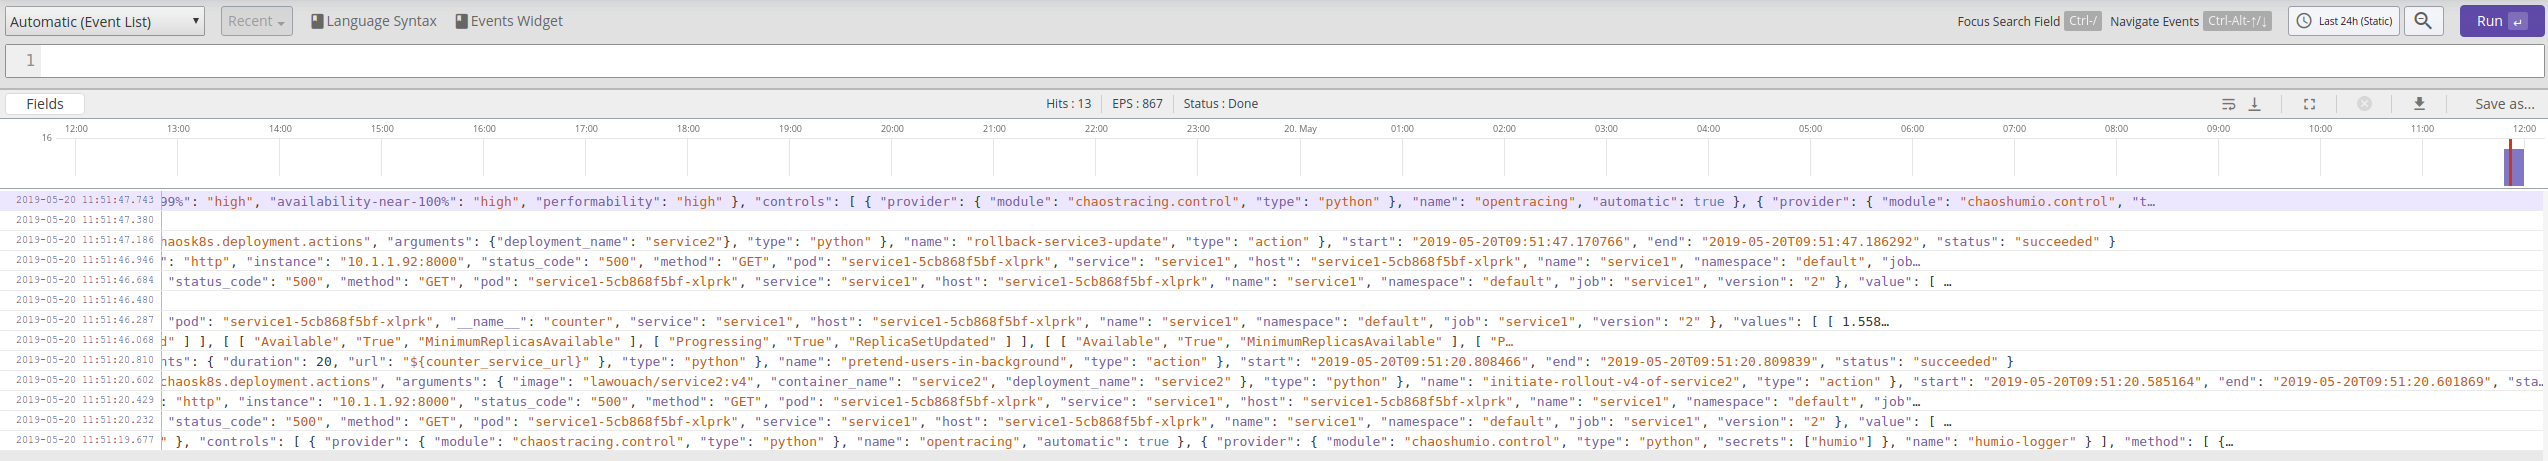 Automatic (Event List) Recent Language Syntax Events Widget Focus Search Field Ctrl-/ Navigate Events Ctrl-Alt-↑/↓ Last 24h (Static) Run ↵
1
Fields Hits : 13 EPS : 867 Status : Done Save as...
12:00 13:00 14:00 15:00 16:00 17:00 18:00 19:00 20:00 21:00 22:00 23:00 20. May 01:00 02:00 03:00 04:00 05:00 06:00 07:00 08:00 09:00 10:00 11:00 12:00
16
2019-05-20 11:51:47.743 99%": "high", "availability-near-100%": "high", "performability": "high" }, "controls": [ { "provider": { "module": "chaostracing.control", "type": "python" }, "name": "opentracing", "automatic": true }, { "provider": { "module": "chaoshumio.control", "t…
2019-05-20 11:51:47.380
2019-05-20 11:51:47.186 haosk8s.deployment.actions", "arguments": {"deployment_name": "service2"}, "type": "python" }, "name": "rollback-service3-update", "type": "action" }, "start": "2019-05-20T09:51:47.170766", "end": "2019-05-20T09:51:47.186292", "status": "succeeded" }
2019-05-20 11:51:46.946 ": "http", "instance": "10.1.1.92:8000", "status_code": "500", "method": "GET", "pod": "service1-5cb868f5bf-xlprk", "service": "service1", "host": "service1-5cb868f5bf-xlprk", "name": "service1", "namespace": "default", "job…
2019-05-20 11:51:46.684 "status_code": "500", "method": "GET", "pod": "service1-5cb868f5bf-xlprk", "service": "service1", "host": "service1-5cb868f5bf-xlprk", "name": "service1", "namespace": "default", "job": "service1", "version": "2" }, "value": [ …
2019-05-20 11:51:46.480
2019-05-20 11:51:46.287 "pod": "service1-5cb868f5bf-xlprk", "__name__": "counter", "service": "service1", "host": "service1-5cb868f5bf-xlprk", "name": "service1", "namespace": "default", "job": "service1", "version": "2" }, "values": [ [ 1.558…
2019-05-20 11:51:46.068 d" ] ], [ [ "Available", "True", "MinimumReplicasAvailable" ], [ "Progressing", "True", "ReplicaSetUpdated" ] ], [ [ "Available", "True", "MinimumReplicasAvailable" ], [ "P…
2019-05-20 11:51:20.810 nts": { "duration": 20, "url": "${counter_service_url}" }, "type": "python" }, "name": "pretend-users-in-background", "type": "action" }, "start": "2019-05-20T09:51:20.808466", "end": "2019-05-20T09:51:20.809839", "status": "succeeded" }
2019-05-20 11:51:20.602 chaosk8s.deployment.actions", "arguments": { "image": "lawouach/service2:v4", "container_name": "service2", "deployment_name": "service2" }, "type": "python" }, "name": "initiate-rollout-v4-of-service2", "type": "action" }, "start": "2019-05-20T09:51:20.585164", "end": "2019-05-20T09:51:20.601869", "sta…
2019-05-20 11:51:20.429 : "http", "instance": "10.1.1.92:8000", "status_code": "500", "method": "GET", "pod": "service1-5cb868f5bf-xlprk", "service": "service1", "host": "service1-5cb868f5bf-xlprk", "name": "service1", "namespace": "default", "job"…
2019-05-20 11:51:20.232 "status_code": "500", "method": "GET", "pod": "service1-5cb868f5bf-xlprk", "service": "service1", "host": "service1-5cb868f5bf-xlprk", "name": "service1", "namespace": "default", "job": "service1", "version": "2" }, "value": [ …
2019-05-20 11:51:19.677 " }, "controls": [ { "provider": { "module": "chaostracing.control", "type": "python" }, "name": "opentracing", "automatic": true }, { "provider": { "module": "chaoshumio.control", "type": "python", "secrets": ["humio"] }, "name": "humio-logger" } ], "method": [ {…